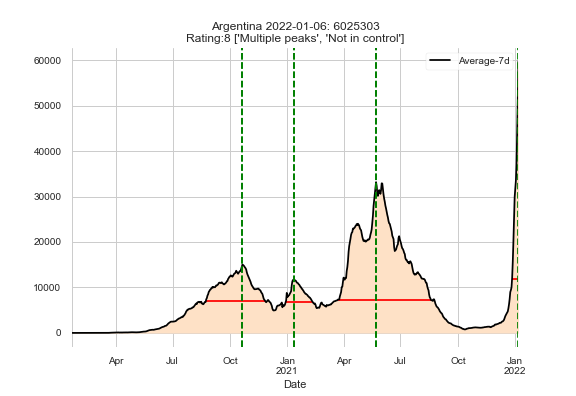 Argentina 2022-01-06: 6025303
Rating:8 ['Multiple peaks', 'Not in control']
Average-7d
60000
50000
40000
30000
20000
10000
0
Apr Jul Oct Jan Apr Jul Oct Jan
2021 2022
Date